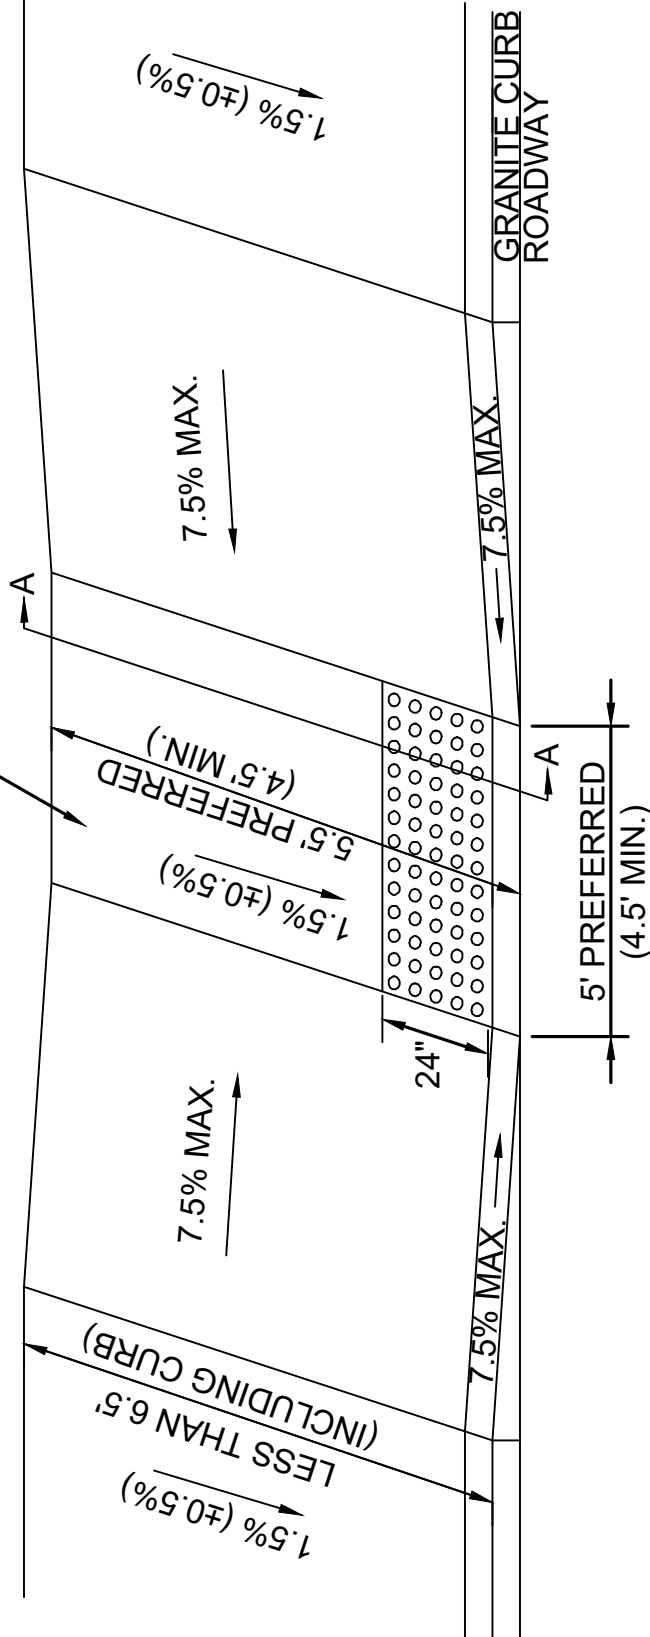 1.5% (±0.5%)
GRANITE CURB
ROADWAY
7.5% MAX.
7.5% MAX.
A
5.5' PREFERRED
(4.5' MIN.)
1.5% (±0.5%)
A
5' PREFERRED
(4.5' MIN.)
24"
7.5% MAX.
7.5% MAX.
LESS THAN 6.5'
(INCLUDING CURB)
1.5% (±0.5%)